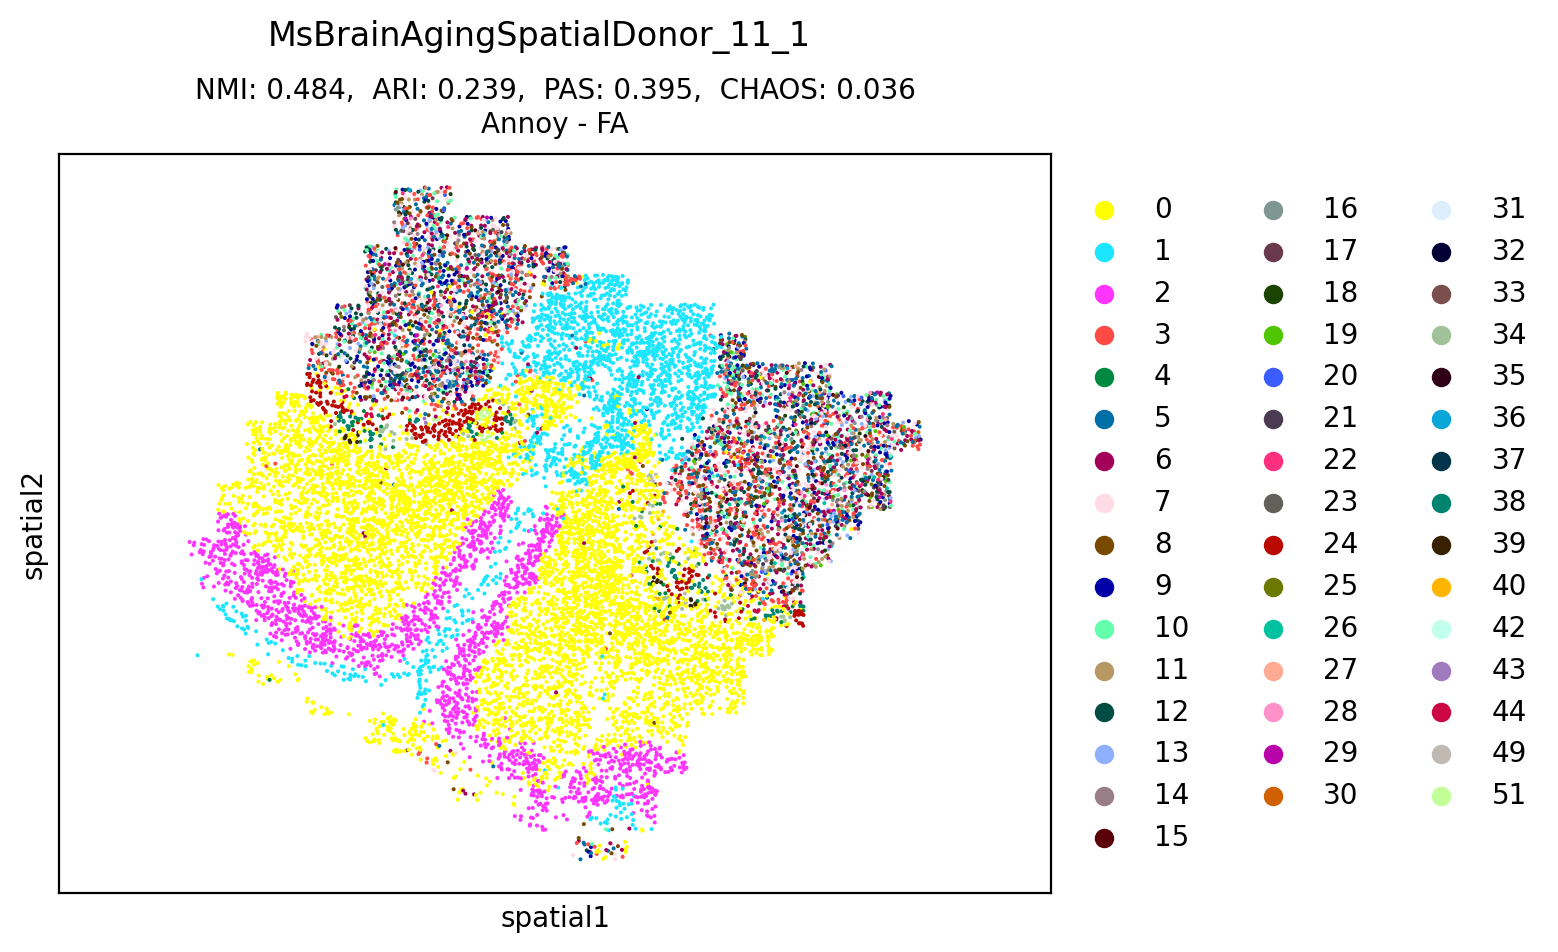 MsBrainAgingSpatialDonor_11_1
NMI: 0.484,  ARI: 0.239,  PAS: 0.395,  CHAOS: 0.036
Annoy - FA
spatial2
spatial1
0 16 31
1 17 32
2 18 33
3 19 34
4 20 35
5 21 36
6 22 37
7 23 38
8 24 39
9 25 40
10 26 42
11 27 43
12 28 44
13 29 49
14 30 51
15